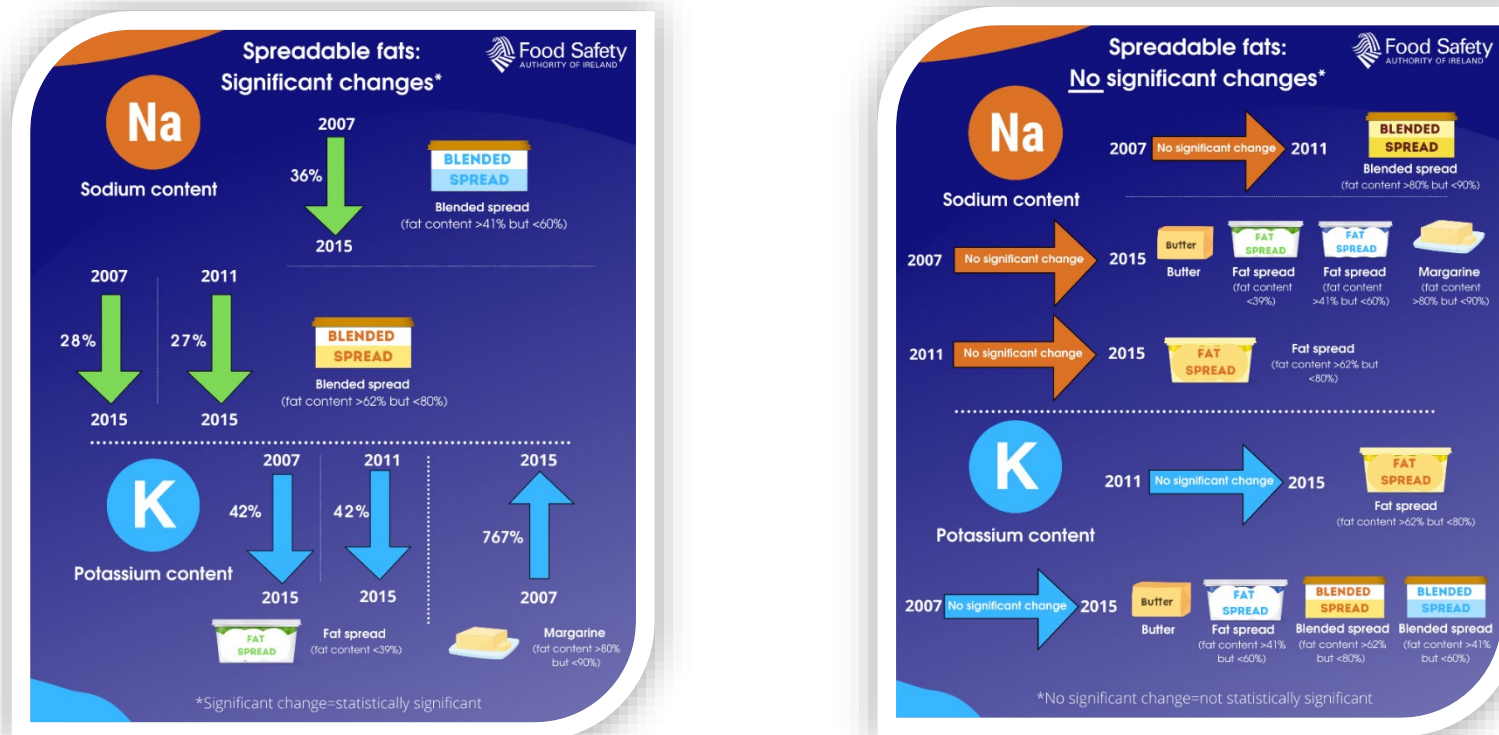 Spreadable fats:
Significant changes*
Food Safety
AUTHORITY OF IRELAND
Na
Sodium content
2007
36%
2015
BLENDED
SPREAD
Blended spread
(fat content >41% but <60%)
2007
28%
2015
2011
27%
2015
BLENDED
SPREAD
Blended spread
(fat content >62% but <80%)
K
Potassium content
2007
42%
2015
2011
42%
2015
FAT
SPREAD
Fat spread
(fat content <39%)
2015
767%
2007
Margarine
(fat content >80%
but <90%)
*Significant change=statistically significant
Spreadable fats:
No significant changes*
Food Safety
AUTHORITY OF IRELAND
Na
Sodium content
2007 No significant change 2011
BLENDED
SPREAD
Blended spread
(fat content >80% but <90%)
2007 No significant change 2015
Butter
Butter
FAT
SPREAD
Fat spread
(fat content
<39%)
FAT
SPREAD
Fat spread
(fat content
>41% but <60%)
Margarine
(fat content
>80% but <90%)
2011 No significant change 2015
FAT
SPREAD
Fat spread
(fat content >62% but
<80%)
K
Potassium content
2011 No significant change 2015
FAT
SPREAD
Fat spread
(fat content >62% but <80%)
2007 No significant change 2015
Butter
Butter
FAT
SPREAD
Fat spread
(fat content >41%
but <60%)
BLENDED
SPREAD
Blended spread
(fat content >62%
but <80%)
BLENDED
SPREAD
Blended spread
(fat content >41%
but <60%)
*No significant change=not statistically significant